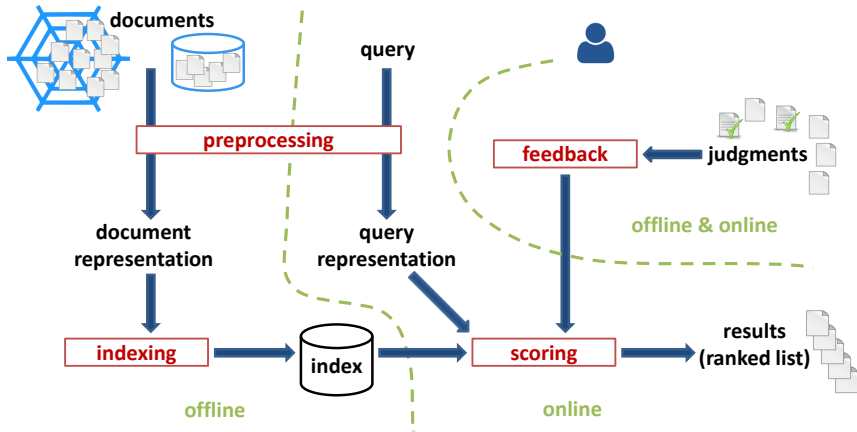 documents
query
preprocessing
feedback
judgments
document
representation
query
representation
offline & online
indexing
index
scoring
results
(ranked list)
offline
online